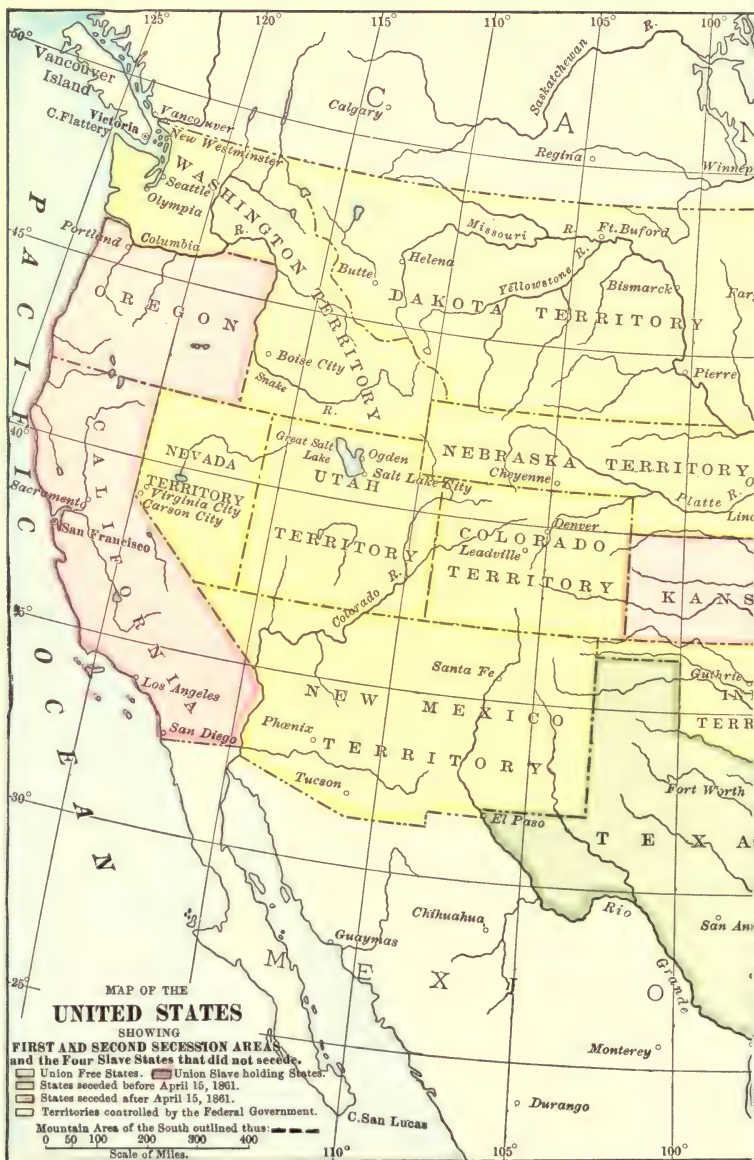 125°
120°
115°
110°
105°
100°
50°
Vancouver
Island
125°
C. Flattery
Victoria
Vancouver
New Westminster
Calgary
C
A
N
Saskatchewan
R.
Regina
Winnep
Seattle
Olympia
WASHINGTON TERRITORY
Missouri R.
Ft. Buford
45°
Portland
Columbia R.
Butte
Helena
Yellowstone R.
Bismarck
Farg
DAKOTA TERRITORY
OREGON
Boise City
Snake
R.
Pierre
PACIFIC
OCEAN
40°
CALIFORNIA
NEVADA
TERRITORY
Virginia City
Carson City
Great Salt
Lake
Ogden
Salt Lake City
UTAH
TERRITORY
NEBRASKA TERRITORY
Cheyenne
Platte R.
O
Linc
Sacramento
San Francisco
Denver
COLORADO
Leadville
TERRITORY
KANS
Colorado R.
35°
Los Angeles
San Diego
Santa Fe
NEW MEXICO
TERRITORY
Phœnix
Tucson
Guthrie
IN
TERR
30°
El Paso
Fort Worth
TEXA
San An
Chihuahua
Rio
Grande
Guaymas
MEXICO
25°
Monterey
Durango
C. San Lucas
MAP OF THE
UNITED STATES
SHOWING
FIRST AND SECOND SECESSION AREAS
and the Four Slave States that did not secede.
Union Free States. Union Slave holding States.
States seceded before April 15, 1861.
States seceded after April 15, 1861.
Territories controlled by the Federal Government.
Mountain Area of the South outlined thus:
0 50 100 200 300 400
Scale of Miles.
110°
105°
100°